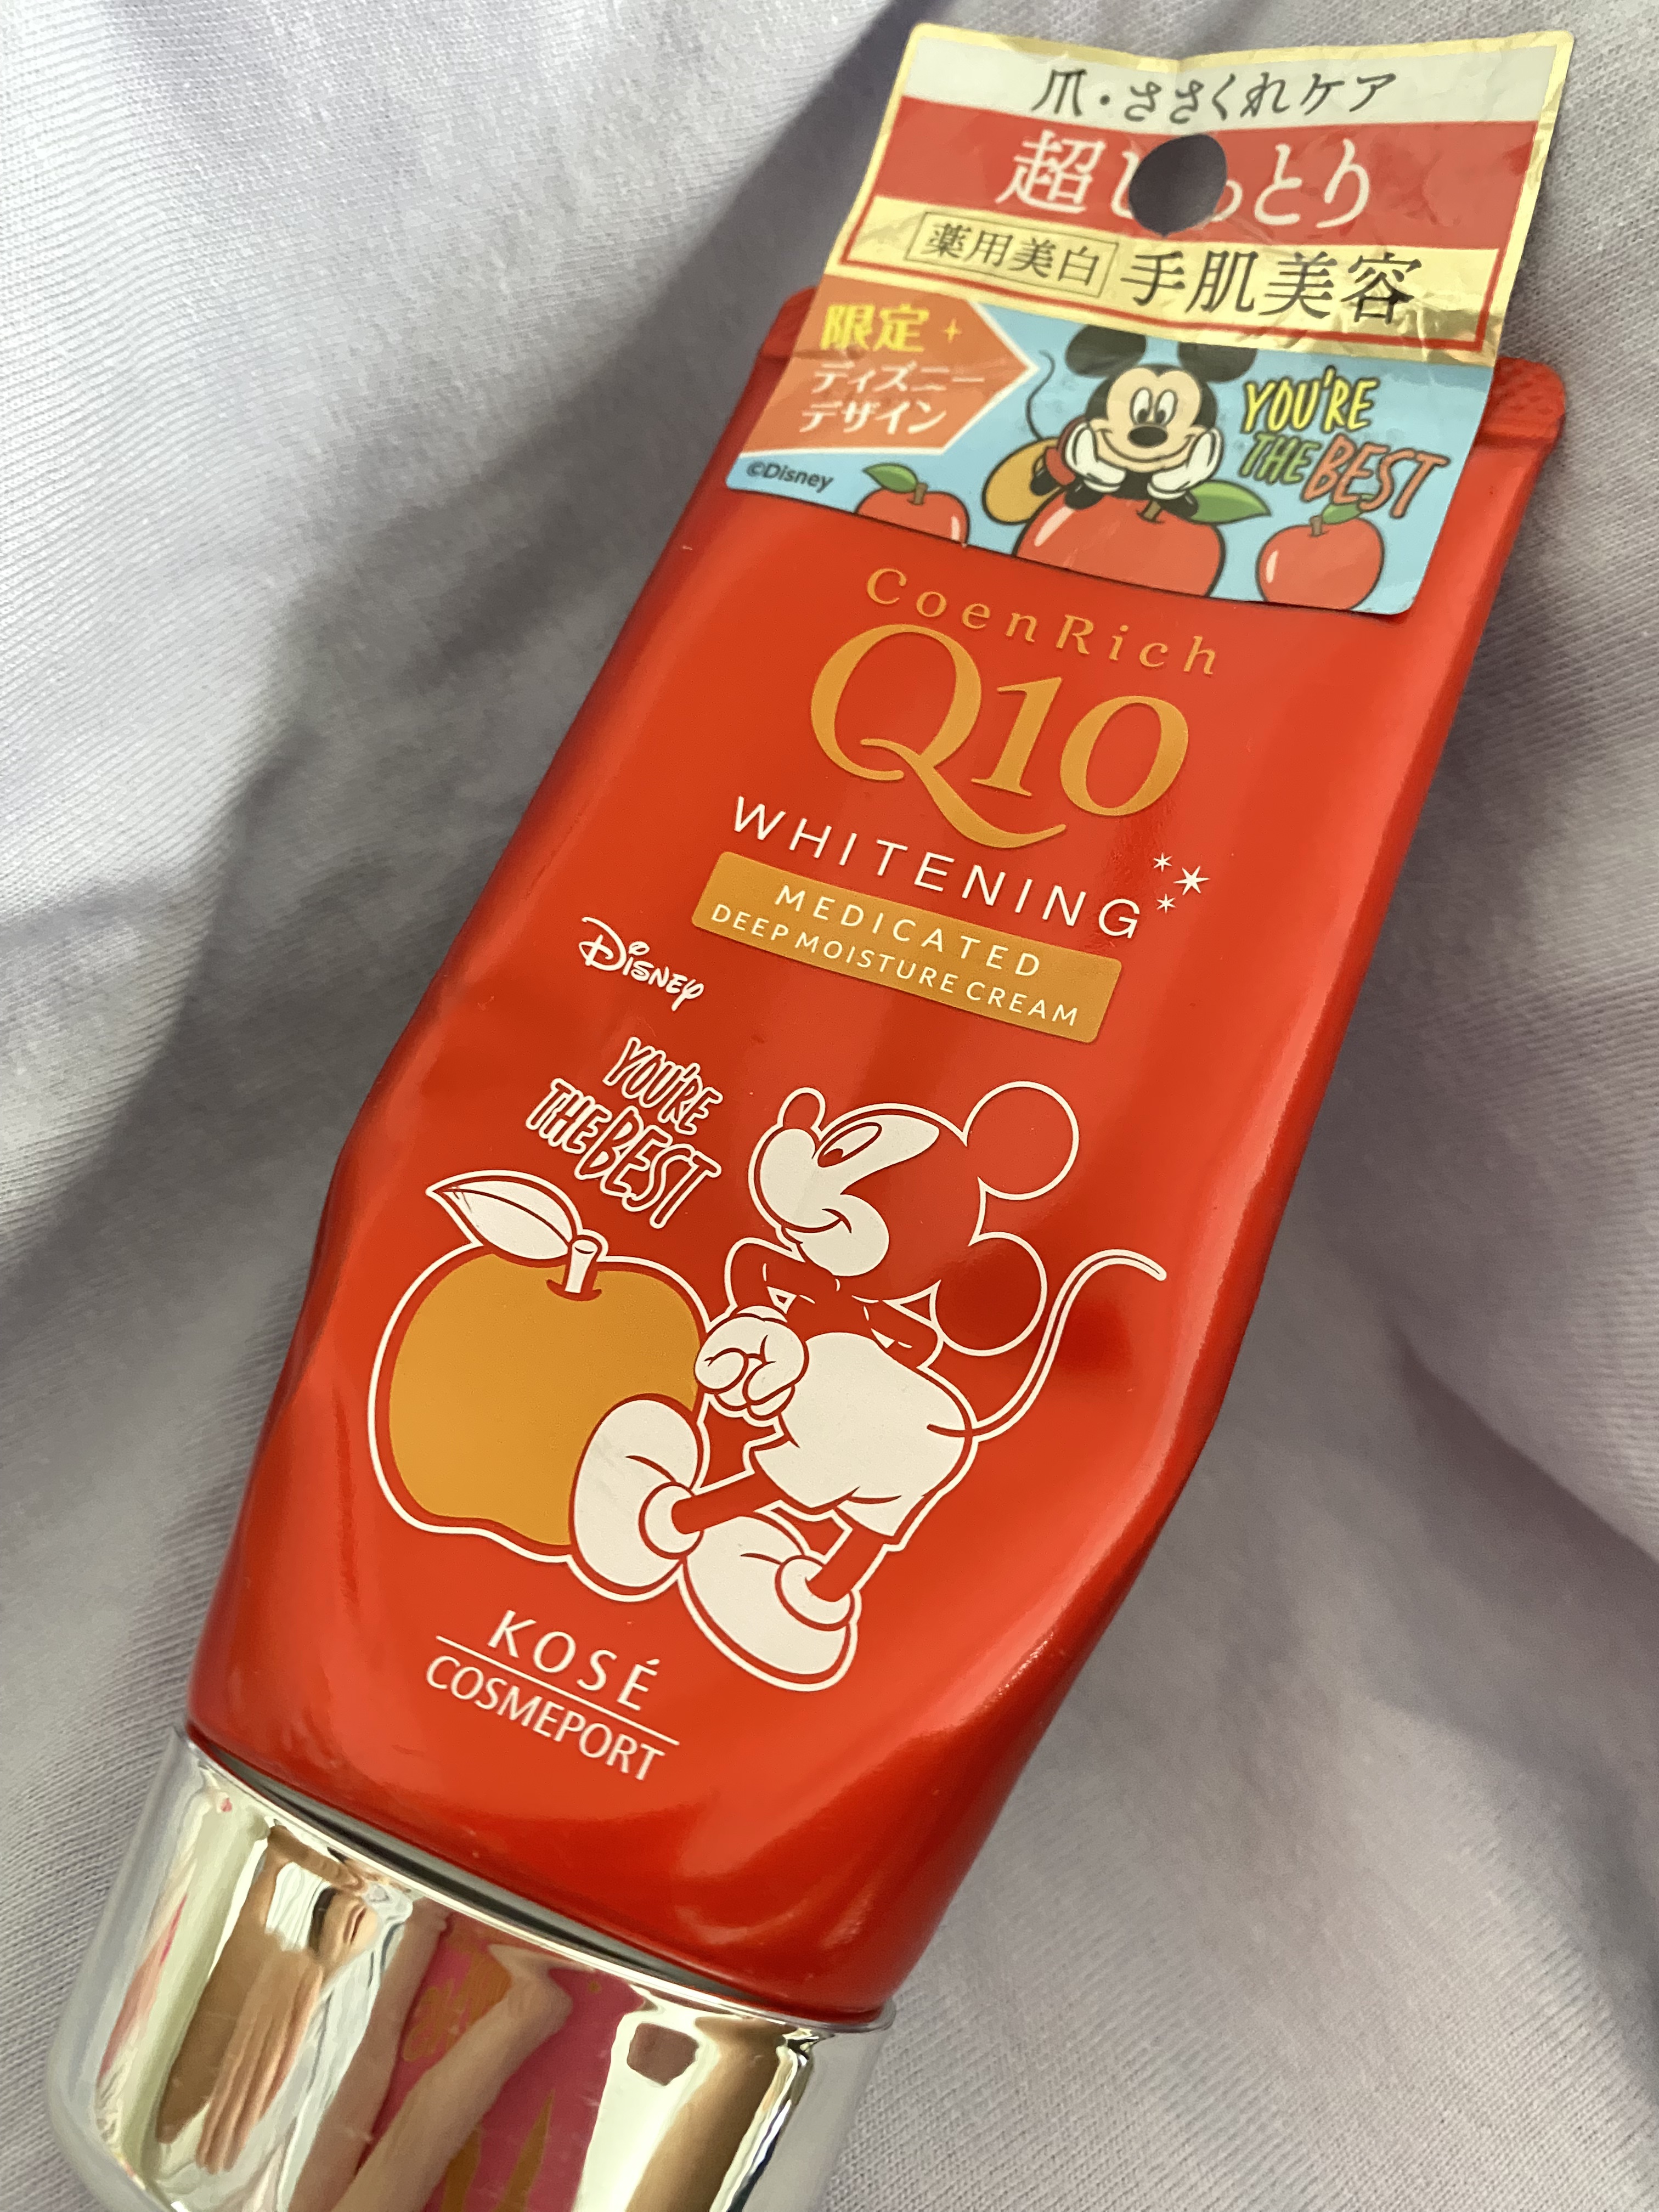 爪・ささくれケア
超しっとり
薬用美白 手肌美容
限定
ディズニー
デザイン
©Disney
YOU'RE
THE BEST
CoenRich
Q10
WHITENING
MEDICATED
DEEP MOISTURE CREAM
Disney
YOU'RE
THE BEST
KOSÉ
COSMEPORT